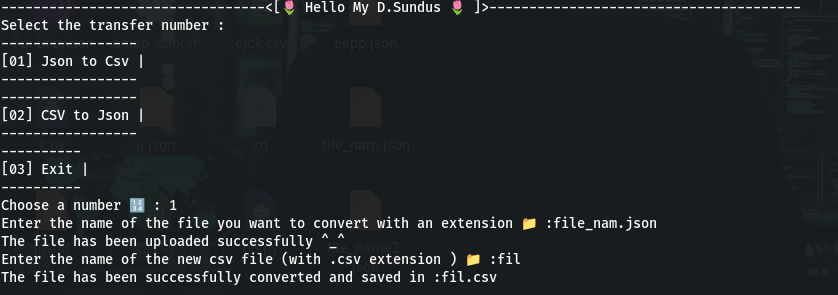 ------------------------------<[🌷 Hello My D.Sundus 🌷 ]>------------------------------------
Select the transfer number :
----------------
[01] Json to Csv |
----------------
----------------
[02] CSV to Json |
----------------
----------
[03] Exit |
----------
Choose a number 🔢 : 1
Enter the name of the file you want to convert with an extension 📁 :file_nam.json
The file has been uploaded successfully ^_^
Enter the name of the new csv file (with .csv extension ) 📁 :fil
The file has been successfully converted and saved in :fil.csv
ejdk.csv
eepp.json
jl.json
rg
file_nam.json